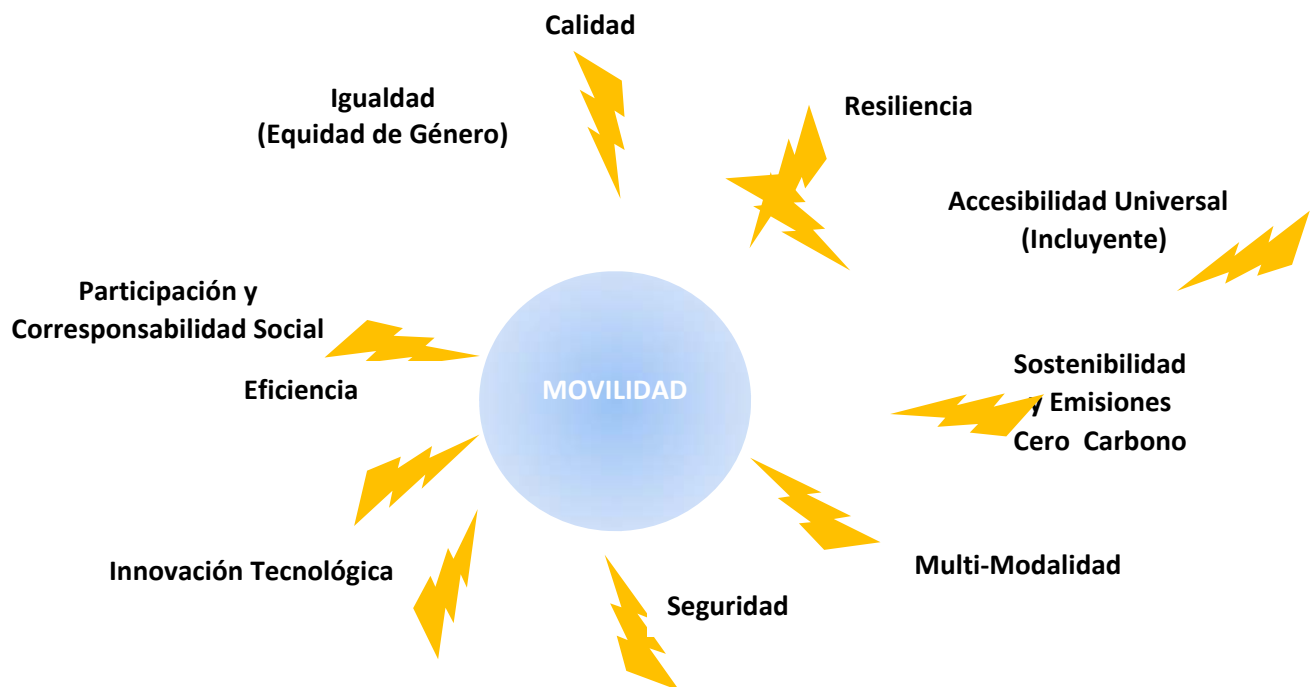 Calidad
Igualdad
(Equidad de Género)
Resiliencia
Accesibilidad Universal
(Incluyente)
Participación y
Corresponsabilidad Social
Eficiencia
MOVILIDAD
Sostenibilidad
y Emisiones
Cero Carbono
Innovación Tecnológica
Seguridad
Multi-Modalidad